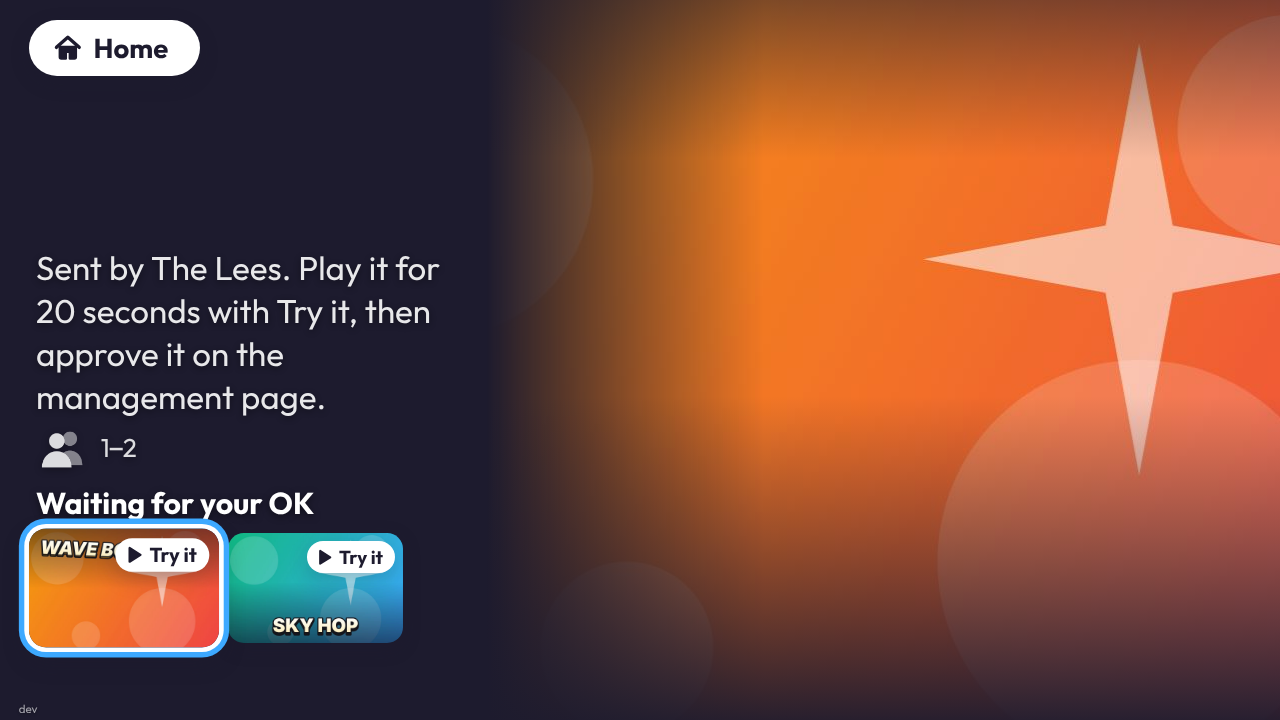 Home
Sent by The Lees. Play it for
20 seconds with Try it, then
approve it on the
management page.
1–2
Waiting for your OK
WAVE
Try it
Try it
SKY HOP
dev